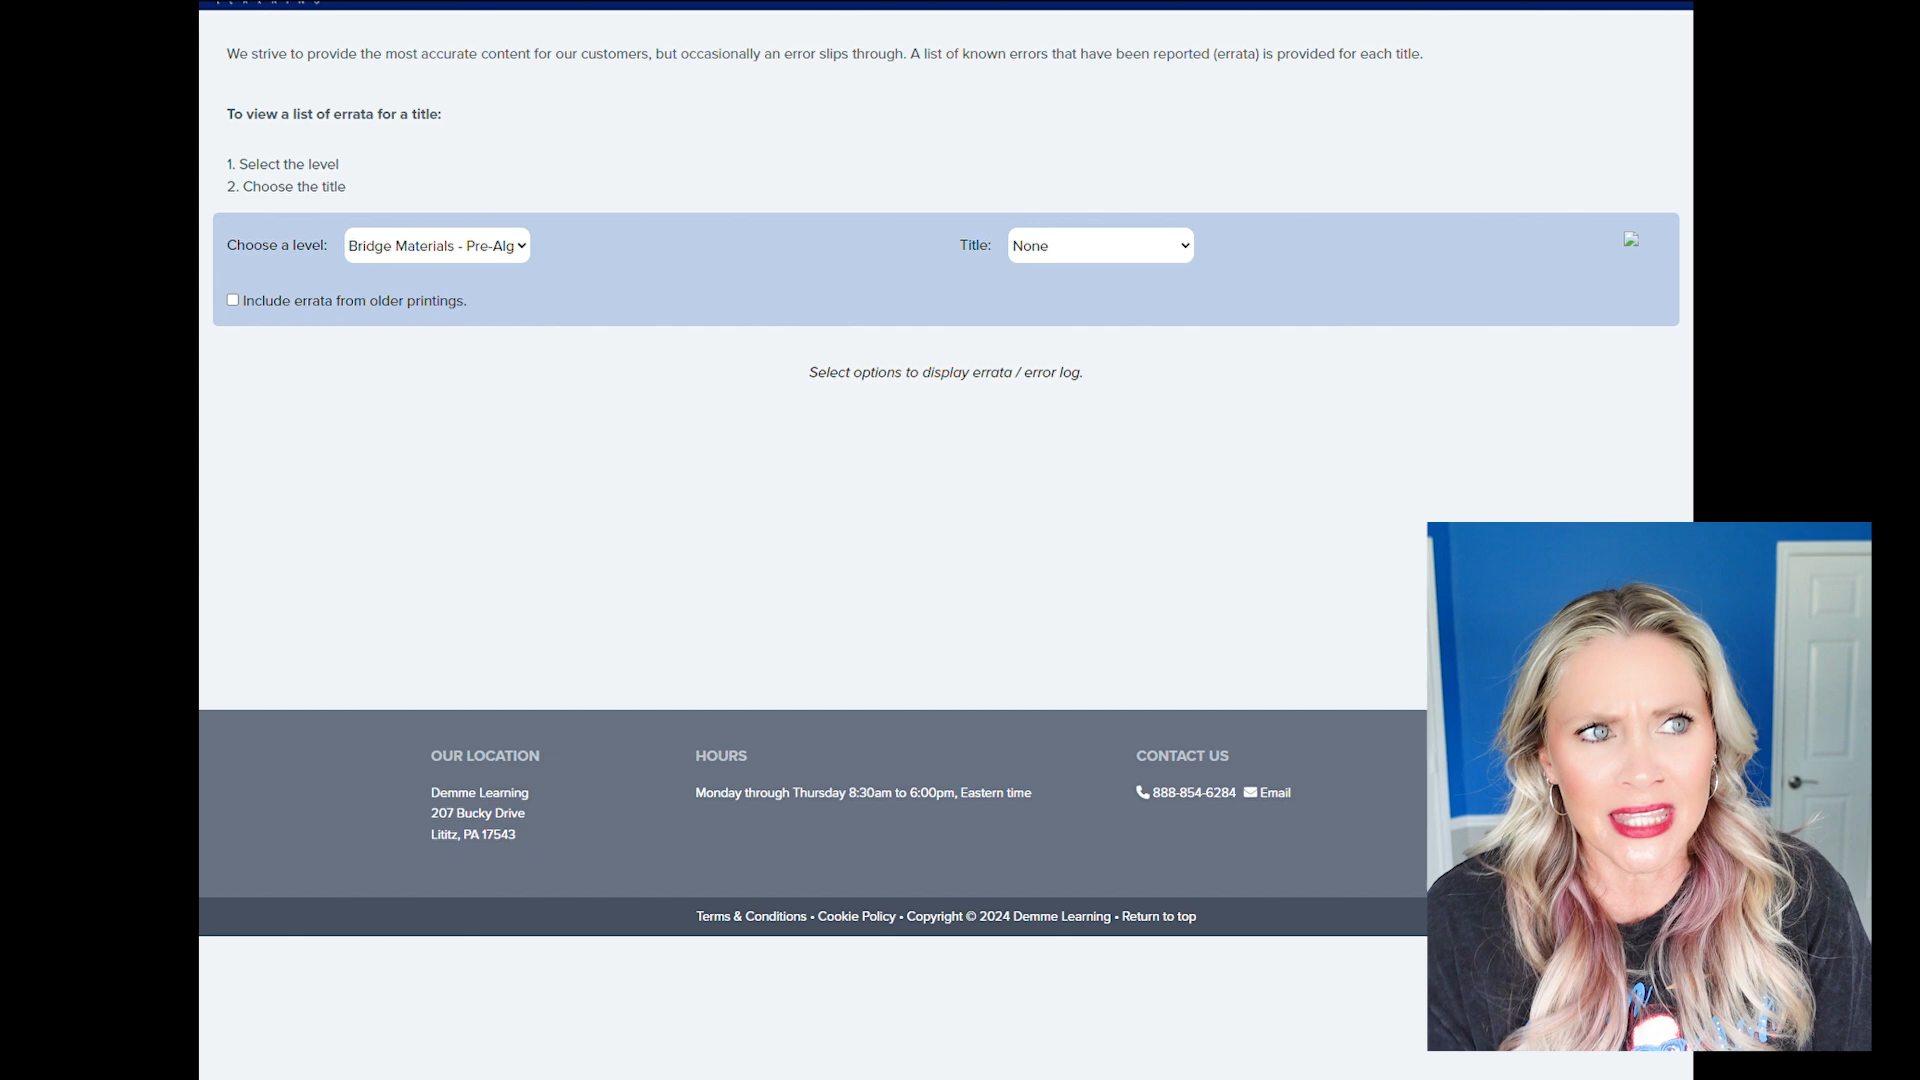 We strive to provide the most accurate content for our customers, but occasionally an error slips through. A list of known errors that have been reported (errata) is provided for each title.
To view a list of errata for a title:
1. Select the level
2. Choose the title
Choose a level: Bridge Materials - Pre-Alg Title: None
Include errata from older printings.
Select options to display errata / error log.
OUR LOCATION HOURS CONTACT US
Demme Learning Monday through Thursday 8:30am to 6:00pm, Eastern time 888-854-6284 Email
207 Bucky Drive
Lititz, PA 17543
Terms & Conditions • Cookie Policy • Copyright © 2024 Demme Learning • Return to top